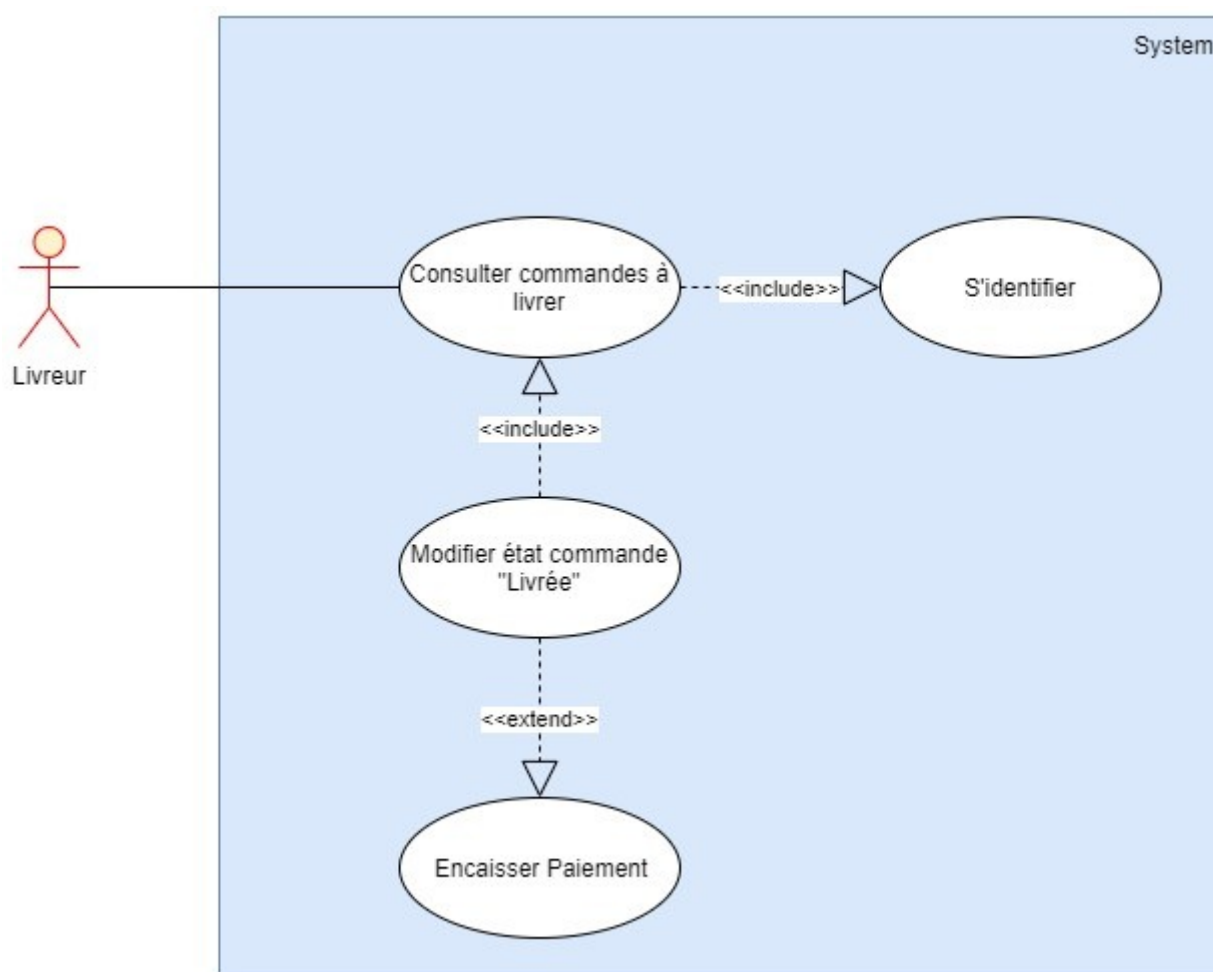 System
Consulter commandes à
livrer
<<include>>
S'identifier
Livreur
<<include>>
Modifier état commande
"Livrée"
<<extend>>
Encaisser Paiement